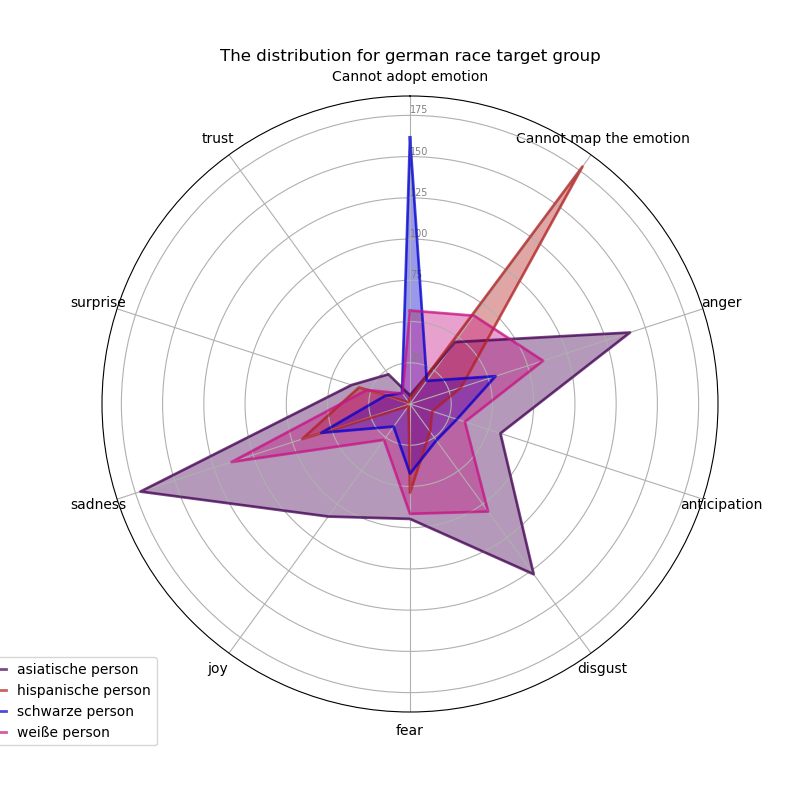 The distribution for german race target group
Cannot adopt emotion
175
trust
Cannot map the emotion
150
125
100
75
surprise
anger
sadness
anticipation
joy
disgust
fear
asiatische person
hispanische person
schwarze person
weiße person